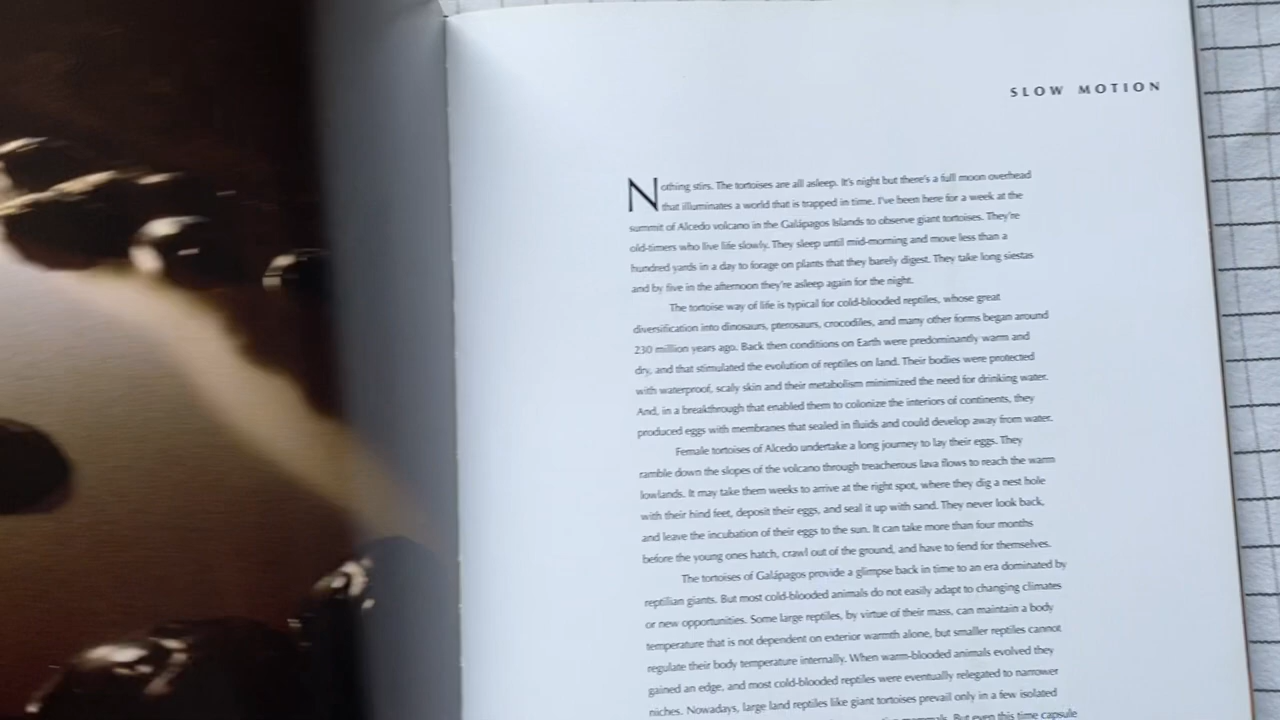 SLOW MOTION
Nothing stirs. The tortoises are all asleep. It's night but there's a full moon overhead
that illuminates a world that is trapped in time. I've been here for a week at the
summit of Alcedo volcano in the Galápagos Islands to observe giant tortoises. They're
old-timers who live life slowly. They sleep until mid-morning and move less than a
hundred yards in a day to forage on plants that they barely digest. They take long siestas
and by five in the afternoon they're asleep again for the night.
The tortoise way of life is typical for cold-blooded reptiles, whose great
diversification into dinosaurs, pterosaurs, crocodiles, and many other forms began around
230 million years ago. Back then conditions on Earth were predominantly warm and
dry, and that stimulated the evolution of reptiles on land. Their bodies were protected
with waterproof, scaly skin and their metabolism minimized the need for drinking water.
And, in a breakthrough that enabled them to colonize the interiors of continents, they
produced eggs with membranes that sealed in fluids and could develop away from water.
Female tortoises of Alcedo undertake a long journey to lay their eggs. They
ramble down the slopes of the volcano through treacherous lava flows to reach the warm
lowlands. It may take them weeks to arrive at the right spot, where they dig a nest hole
with their hind feet, deposit their eggs, and seal it up with sand. They never look back,
and leave the incubation of their eggs to the sun. It can take more than four months
before the young ones hatch, crawl out of the ground, and have to fend for themselves.
The tortoises of Galápagos provide a glimpse back in time to an era dominated by
reptilian giants. But most cold-blooded animals do not easily adapt to changing climates
or new opportunities. Some large reptiles, by virtue of their mass, can maintain a body
temperature that is not dependent on exterior warmth alone, but smaller reptiles cannot
regulate their body temperature internally. When warm-blooded animals evolved they
gained an edge, and most cold-blooded reptiles were eventually relegated to narrower
niches. Nowadays, large land reptiles like giant tortoises prevail only in a few isolated
mammals. But even this time capsule